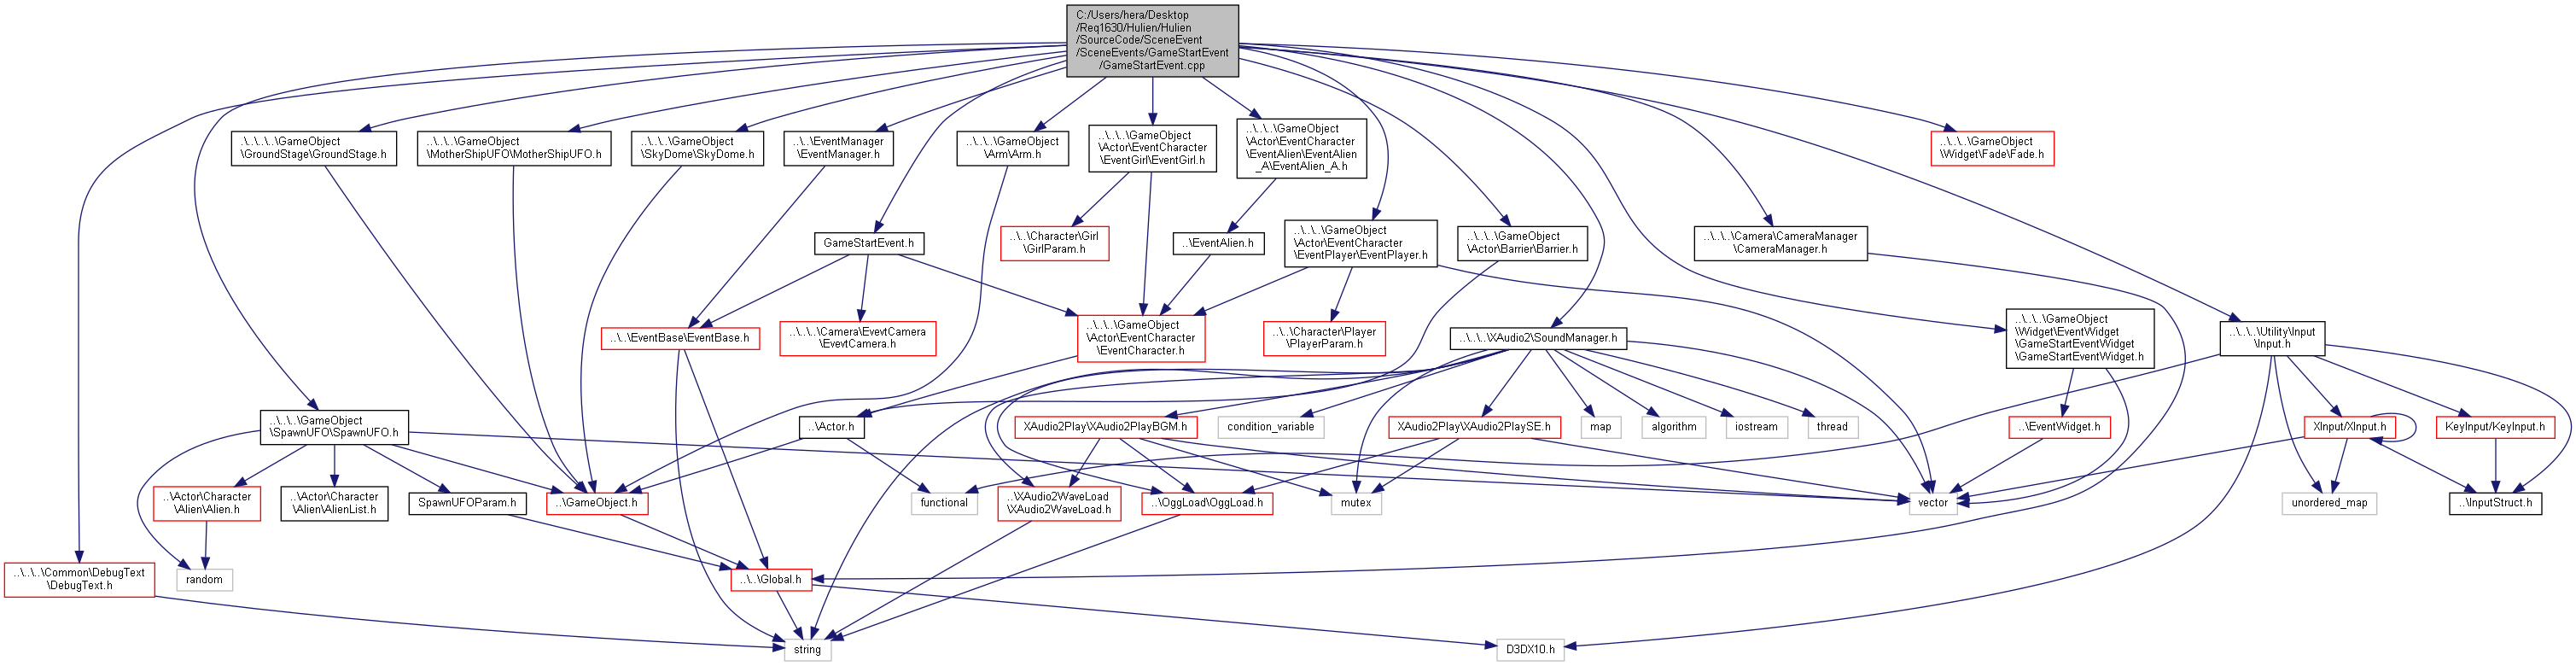 C:/Users/hera/Desktop
/Req1630/Hulien/Hulien
/SourceCode/SceneEvent
/SceneEvents/GameStartEvent
/GameStartEvent.cpp
..\..\..\..\GameObject
\GroundStage\GroundStage.h
..\..\..\GameObject
\MotherShipUFO\MotherShipUFO.h
..\..\..\GameObject
\SkyDome\SkyDome.h
..\..\EventManager
\EventManager.h
..\..\..\GameObject
\Arm\Arm.h
..\..\..\GameObject
\Actor\EventCharacter
\EventGirl\EventGirl.h
..\..\..\GameObject
\Actor\EventCharacter
\EventAlien\EventAlien
_A\EventAlien_A.h
..\..\..\GameObject
\Widget\Fade\Fade.h
GameStartEvent.h
..\..\Character\Girl
\GirlParam.h
..\EventAlien.h
..\..\..\GameObject
\Actor\EventCharacter
\EventPlayer\EventPlayer.h
..\..\..\GameObject
\Actor\Barrier\Barrier.h
..\..\..\Camera\CameraManager
\CameraManager.h
..\..\EventBase\EventBase.h
..\..\..\Camera\EvevtCamera
\EvevtCamera.h
..\..\..\GameObject
\Actor\EventCharacter
\EventCharacter.h
..\..\Character\Player
\PlayerParam.h
..\..\..\XAudio2\SoundManager.h
..\..\..\GameObject
\Widget\EventWidget
\GameStartEventWidget
\GameStartEventWidget.h
..\..\..\Utility\Input
\Input.h
..\..\..\GameObject
\SpawnUFO\SpawnUFO.h
..\Actor.h
XAudio2Play\XAudio2PlayBGM.h
condition_variable
XAudio2Play\XAudio2PlaySE.h
map
algorithm
iostream
thread
..\EventWidget.h
XInput/XInput.h
KeyInput/KeyInput.h
..\Actor\Character
\Alien\Alien.h
..\Actor\Character
\Alien\AlienList.h
SpawnUFOParam.h
..\GameObject.h
functional
..\XAudio2WaveLoad
\XAudio2WaveLoad.h
..\OggLoad\OggLoad.h
mutex
vector
unordered_map
..\InputStruct.h
..\..\..\Common\DebugText
\DebugText.h
random
..\..\Global.h
string
D3DX10.h